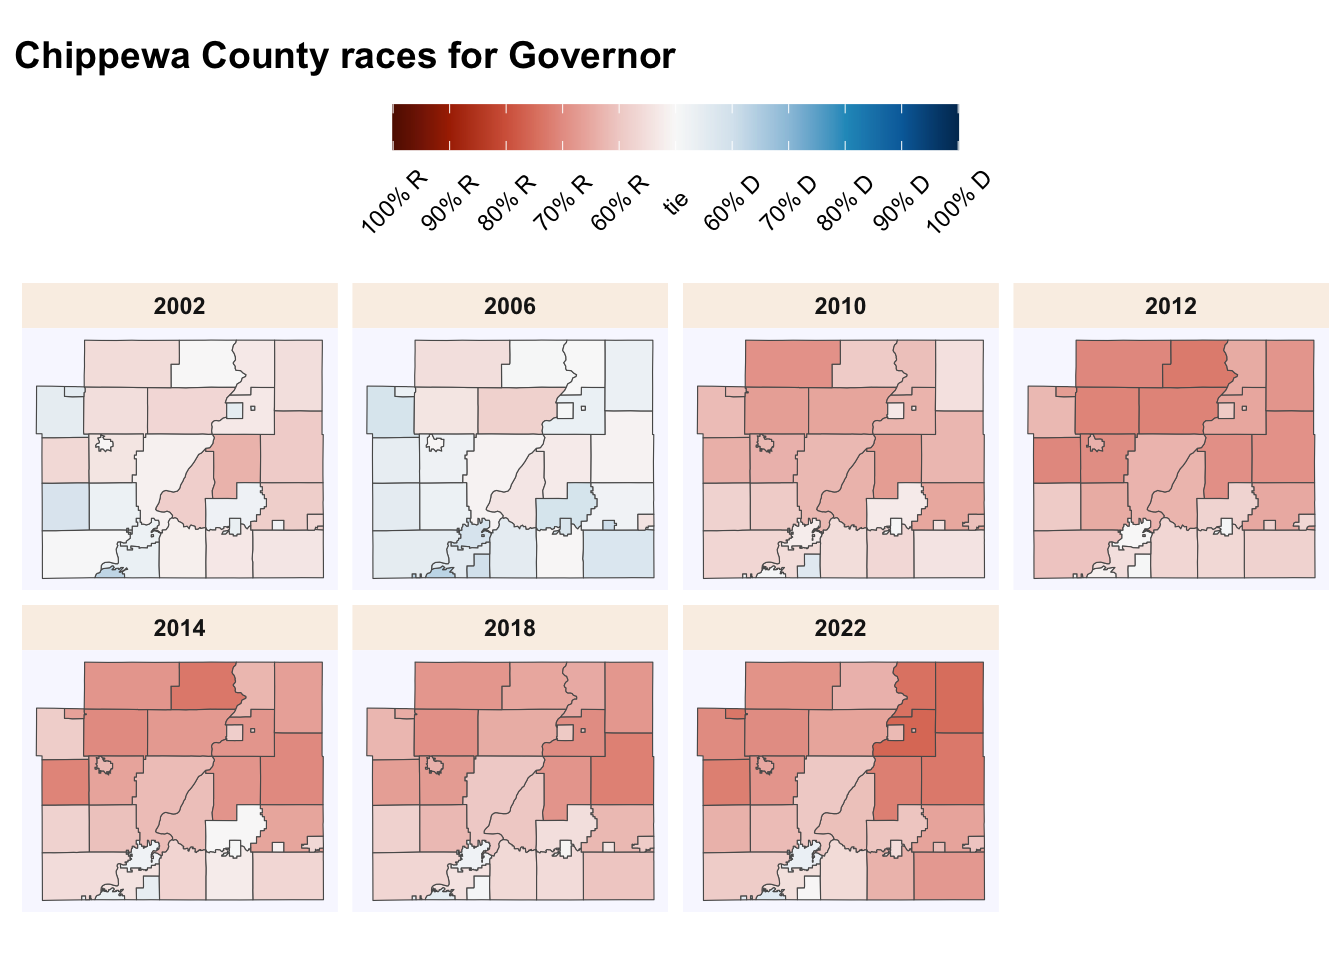 Chippewa County races for Governor
100% R
90% R
80% R
70% R
60% R
tie
60% D
70% D
80% D
90% D
100% D
2002
2006
2010
2012
2014
2018
2022